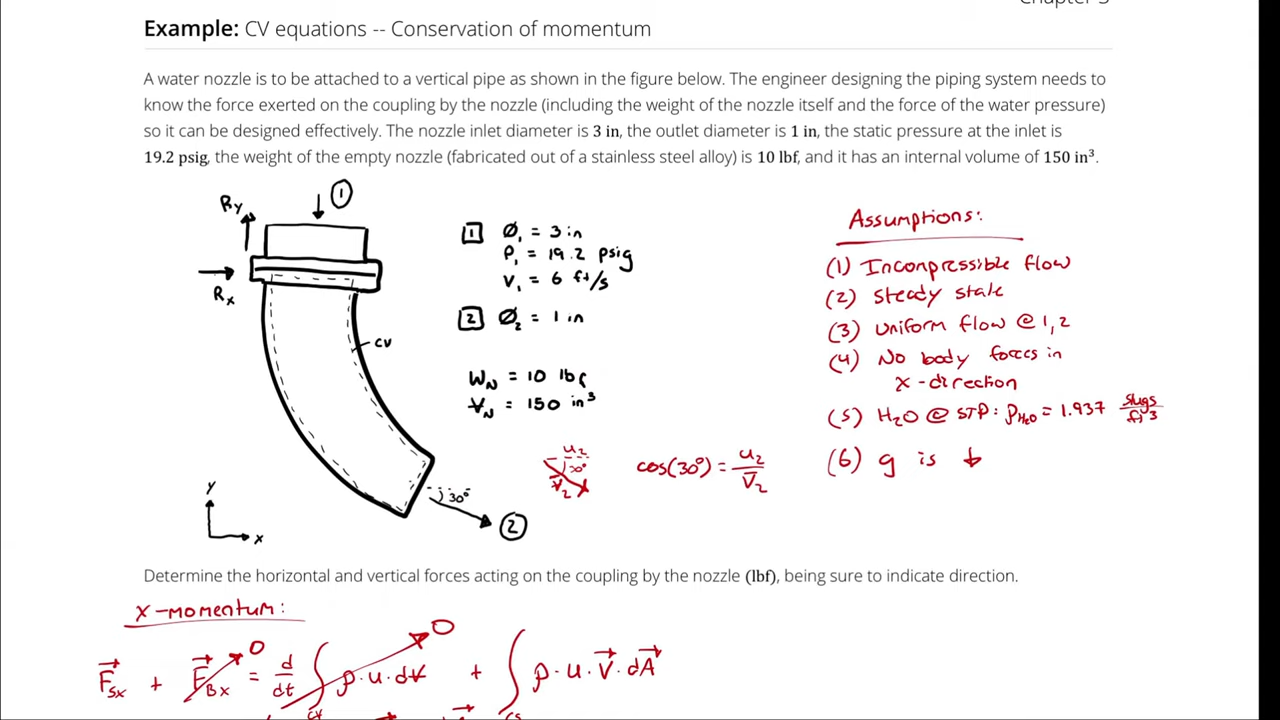 Example: CV equations -- Conservation of momentum
A water nozzle is to be attached to a vertical pipe as shown in the figure below. The engineer designing the piping system needs to
know the force exerted on the coupling by the nozzle (including the weight of the nozzle itself and the force of the water pressure)
so it can be designed effectively. The nozzle inlet diameter is 3 in, the outlet diameter is 1 in, the static pressure at the inlet is
19.2 psig, the weight of the empty nozzle (fabricated out of a stainless steel alloy) is 10 lbf, and it has an internal volume of 150 in³.
Ry
1
Rx
CV
30°
2
y
x
1 Ø₁ = 3 in
P₁ = 19.2 psig
V₁ = 6 ft/s
2 Ø₂ = 1 in
W_N = 10 lbf
V_N = 150 in³
u₂
30°
V₂
cos(30°) = u₂/V̄₂
Assumptions:
(1) Incompressible flow
(2) Steady state
(3) Uniform flow @ 1,2
(4) No body forces in
x-direction
(5) H₂O @ STP: ρH₂O = 1.937 slugs/ft³
(6) g is ↓
Determine the horizontal and vertical forces acting on the coupling by the nozzle (lbf), being sure to indicate direction.
x-momentum:
F⃗sx + F⃗Bx = d/dt ∫cv ρ·u·dV + ∫cs ρ·u·V⃗·dA⃗
0
0